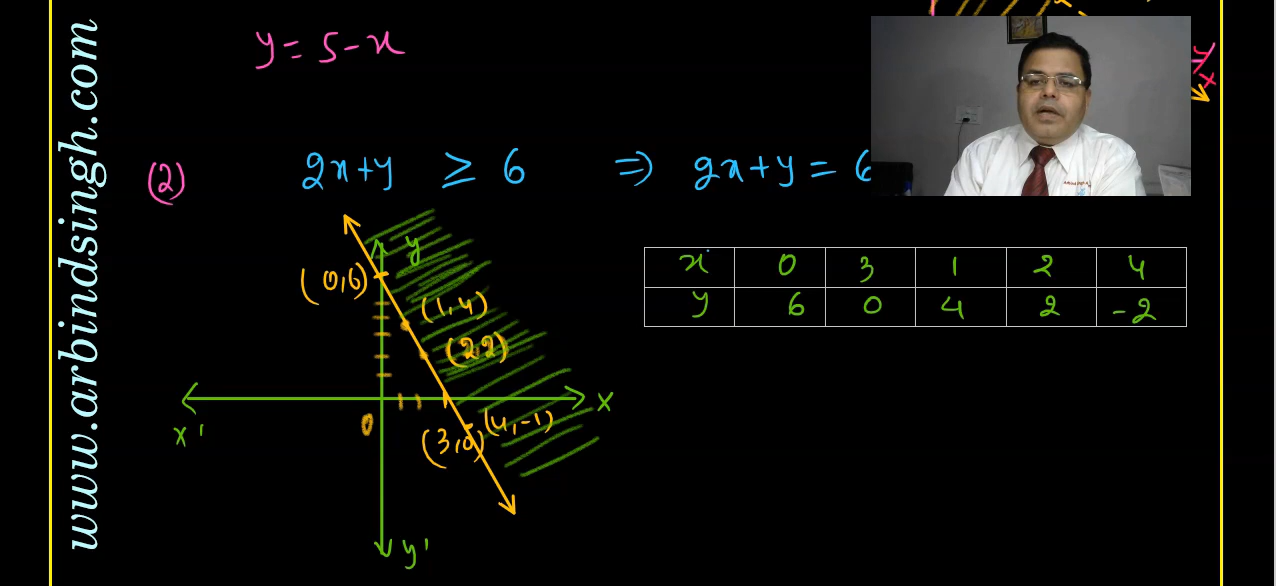 www.arbindsingh.com
y = 5 - x
(2) 2x+y ≥ 6 ⇒ 2x+y = 6
x 0 3 1 2 4
y 6 0 4 2 -2
y
(0,6)
(1,4)
(2,2)
x' 0 x
(3,0) (4,-1)
y'